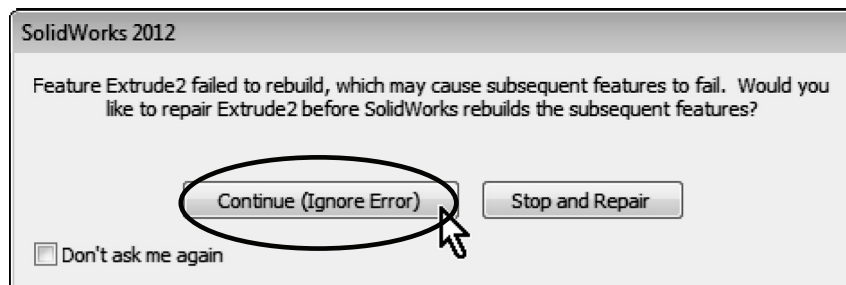 SolidWorks 2012
Feature Extrude2 failed to rebuild, which may cause subsequent features to fail.  Would you
like to repair Extrude2 before SolidWorks rebuilds the subsequent features?
Continue (Ignore Error)
Stop and Repair
Don't ask me again